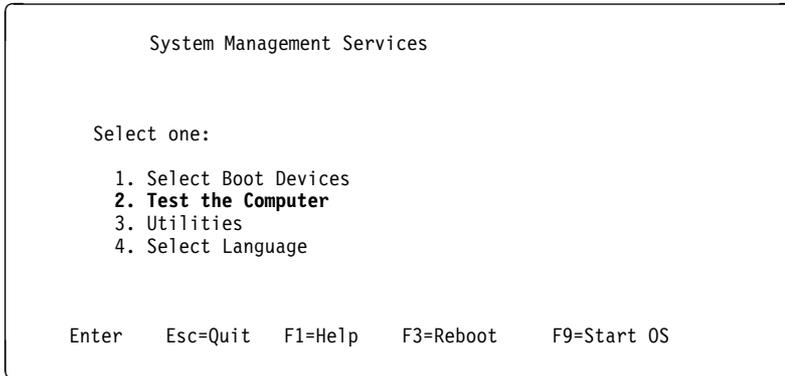 System Management Services
Select one:
1. Select Boot Devices
2. Test the Computer
3. Utilities
4. Select Language
Enter Esc=Quit F1=Help F3=Reboot F9=Start OS